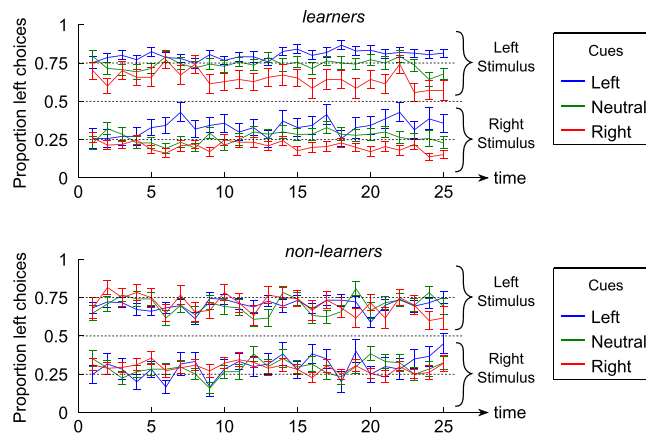 learners
Proportion left choices
1
0.75
0.5
0.25
0
0 5 10 15 20 25
time
Left
Stimulus
Right
Stimulus
Cues
Left
Neutral
Right
non-learners
Proportion left choices
1
0.75
0.5
0.25
0
0 5 10 15 20 25
time
Left
Stimulus
Right
Stimulus
Cues
Left
Neutral
Right